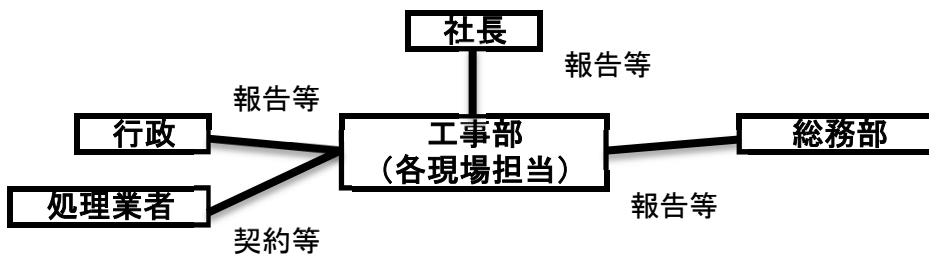 社長
報告等
報告等
行政
工事部
（各現場担当）
総務部
処理業者
報告等
契約等